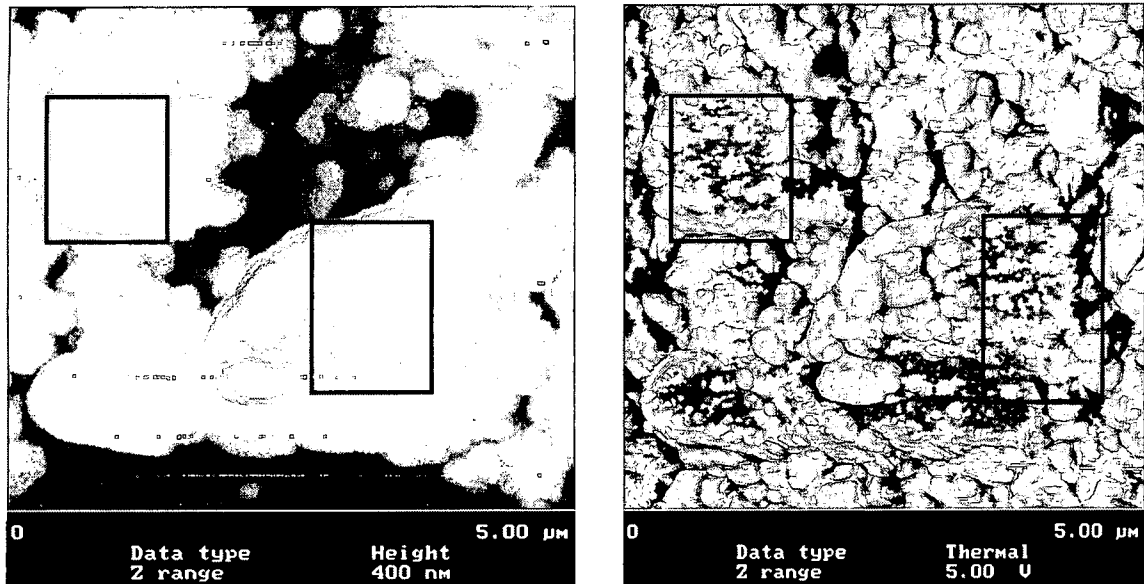 0 5.00 µm
Data type Height
Z range 400 nm
0 5.00 µm
Data type Thermal
Z range 5.00 V